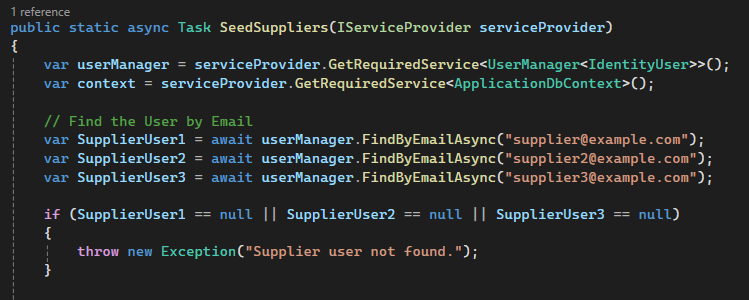 1 reference
public static async Task SeedSuppliers(IServiceProvider serviceProvider)
{
    var userManager = serviceProvider.GetRequiredService<UserManager<IdentityUser>>();
    var context = serviceProvider.GetRequiredService<ApplicationDbContext>();

    // Find the User by Email
    var SupplierUser1 = await userManager.FindByEmailAsync("supplier@example.com");
    var SupplierUser2 = await userManager.FindByEmailAsync("supplier2@example.com");
    var SupplierUser3 = await userManager.FindByEmailAsync("supplier3@example.com");

    if (SupplierUser1 == null || SupplierUser2 == null || SupplierUser3 == null)
    {
        throw new Exception("Supplier user not found.");
    }